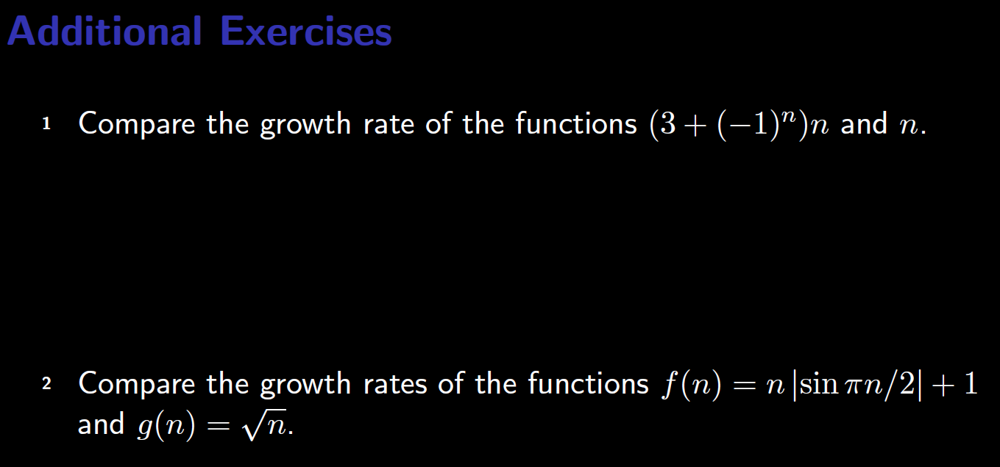 Additional Exercises
1 Compare the growth rate of the functions (3 + (−1)ⁿ)n and n.
2 Compare the growth rates of the functions f(n) = n |sin πn/2| + 1
and g(n) = √n.